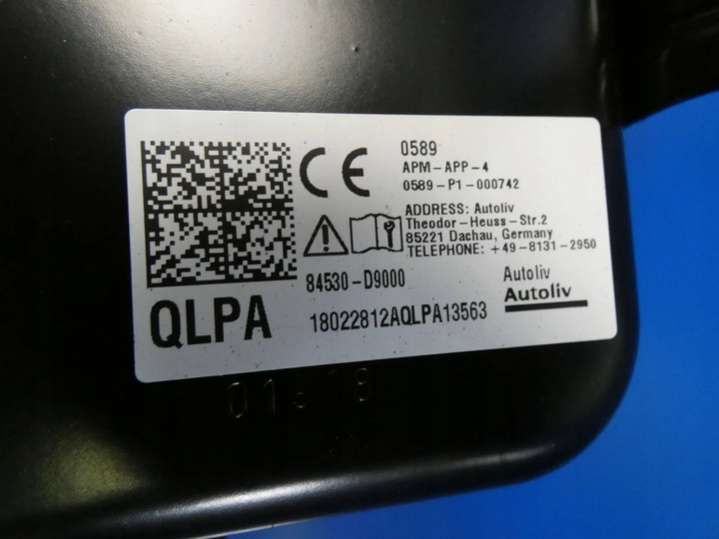 CE
0589
APM-APP-4
0589-P1-000742
ADDRESS: Autoliv
Theodor-Heuss-Str.2
85221 Dachau, Germany
TELEPHONE: +49-8131-2950
84530-D9000
Autoliv
Autoliv
QLPA
18022812AQLPA13563